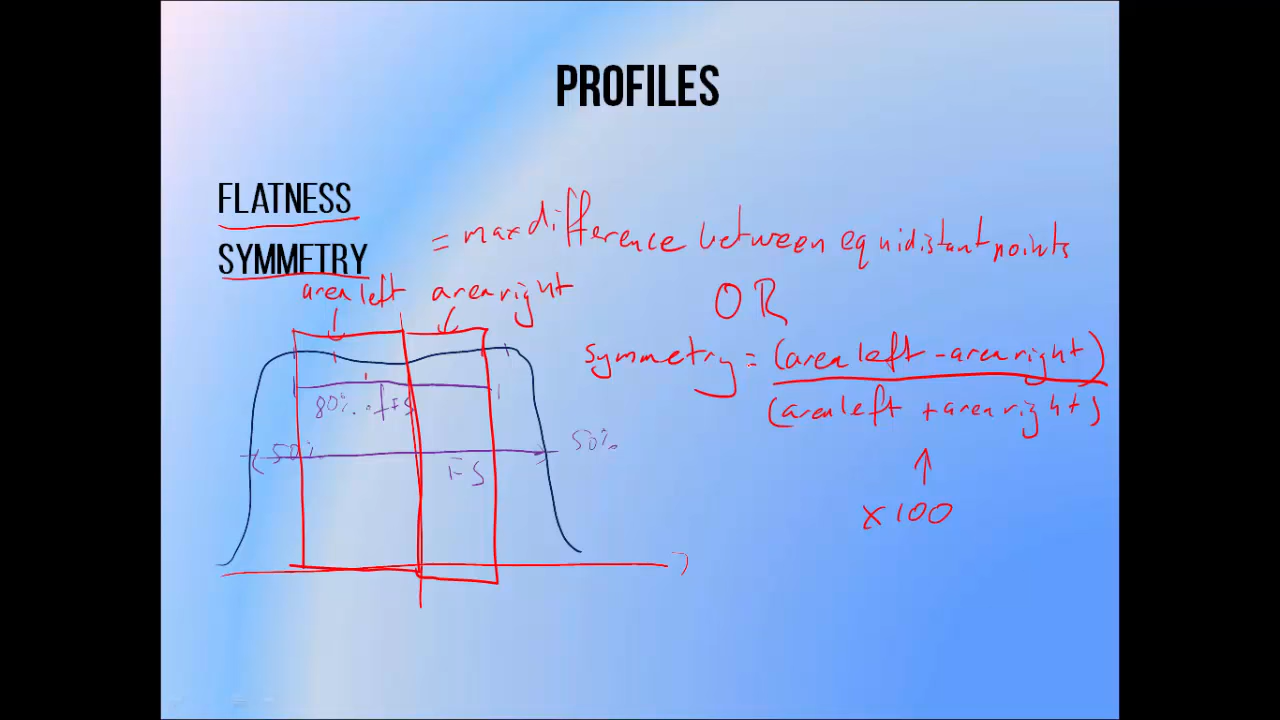 PROFILES
FLATNESS
= max difference between equidistant points
SYMMETRY
area left area right
OR
symmetry = (area left - area right)
(area left + area right)
80% of FS
50% 50%
FS
x100